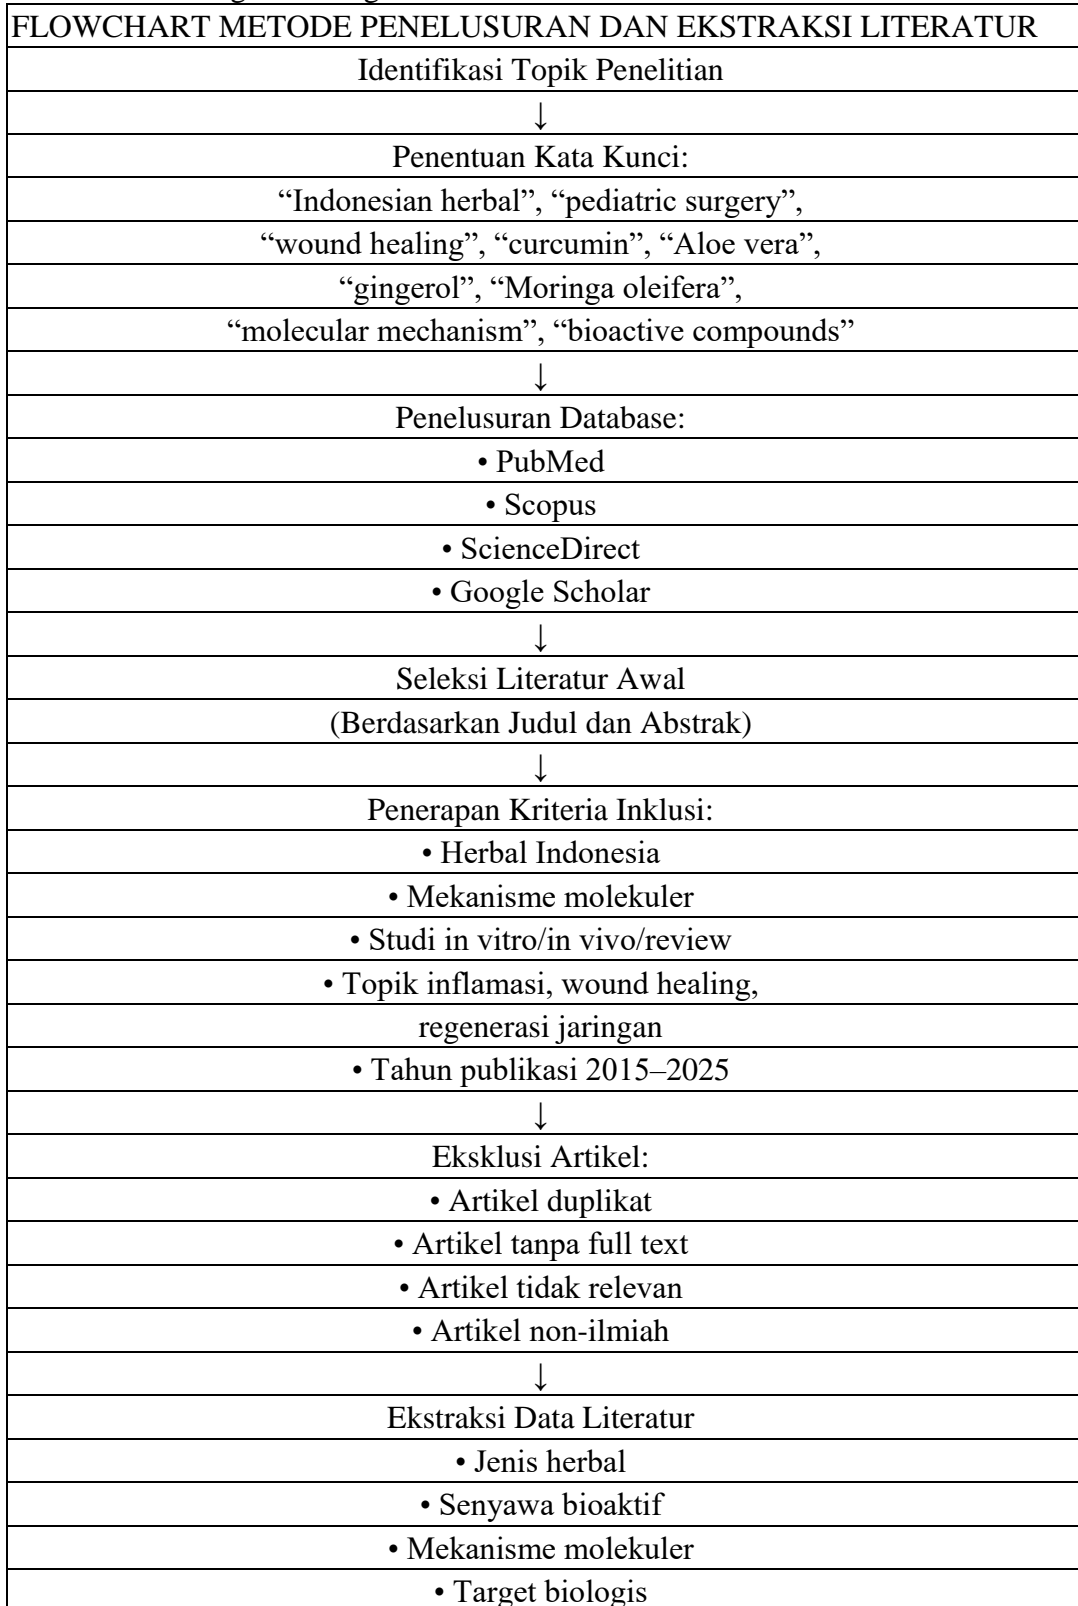 FLOWCHART METODE PENELUSURAN DAN EKSTRAKSI LITERATUR
Identifikasi Topik Penelitian
↓
Penentuan Kata Kunci:
“Indonesian herbal”, “pediatric surgery”,
“wound healing”, “curcumin”, “Aloe vera”,
“gingerol”, “Moringa oleifera”,
“molecular mechanism”, “bioactive compounds”
↓
Penelusuran Database:
• PubMed
• Scopus
• ScienceDirect
• Google Scholar
↓
Seleksi Literatur Awal
(Berdasarkan Judul dan Abstrak)
↓
Penerapan Kriteria Inklusi:
• Herbal Indonesia
• Mekanisme molekuler
• Studi in vitro/in vivo/review
• Topik inflamasi, wound healing,
regenerasi jaringan
• Tahun publikasi 2015–2025
↓
Eksklusi Artikel:
• Artikel duplikat
• Artikel tanpa full text
• Artikel tidak relevan
• Artikel non-ilmiah
↓
Ekstraksi Data Literatur
• Jenis herbal
• Senyawa bioaktif
• Mekanisme molekuler
• Target biologis